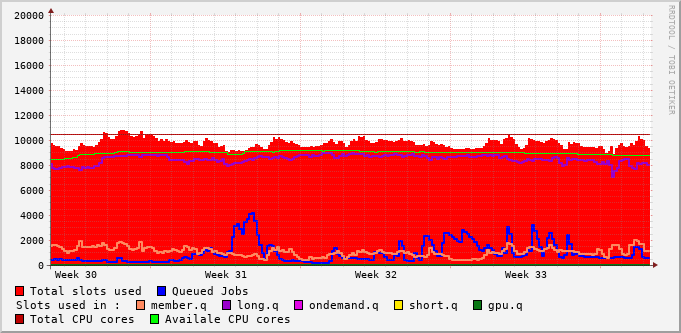 20000
18000
16000
14000
12000
10000
8000
6000
4000
2000
0
Week 30 Week 31 Week 32 Week 33
RRDTOOL / TOBI OETIKER
Total slots used Queued Jobs
Slots used in : member.q long.q ondemand.q short.q gpu.q
Total CPU cores Availale CPU cores